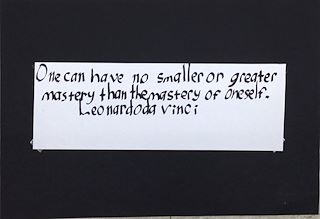 One can have no smaller or greater
mastery than the mastery of oneself.
Leonardo da Vinci